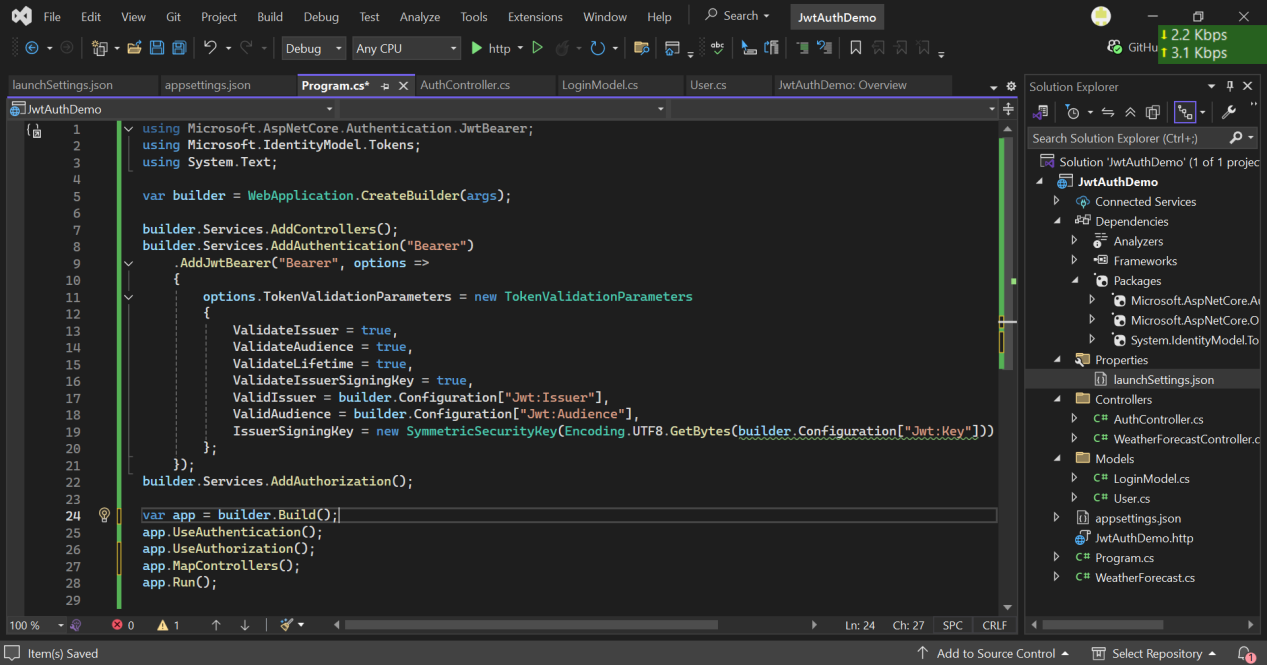 File Edit View Git Project Build Debug Test Analyze Tools Extensions Window Help Search JwtAuthDemo
Debug Any CPU http GitHu
2.2 Kbps
3.1 Kbps
launchSettings.json appsettings.json Program.cs* AuthController.cs LoginModel.cs User.cs JwtAuthDemo: Overview
JwtAuthDemo
1 using Microsoft.AspNetCore.Authentication.JwtBearer;
2 using Microsoft.IdentityModel.Tokens;
3 using System.Text;
4
5 var builder = WebApplication.CreateBuilder(args);
6
7 builder.Services.AddControllers();
8 builder.Services.AddAuthentication("Bearer")
9 .AddJwtBearer("Bearer", options =>
10 {
11 options.TokenValidationParameters = new TokenValidationParameters
12 {
13 ValidateIssuer = true,
14 ValidateAudience = true,
15 ValidateLifetime = true,
16 ValidateIssuerSigningKey = true,
17 ValidIssuer = builder.Configuration["Jwt:Issuer"],
18 ValidAudience = builder.Configuration["Jwt:Audience"],
19 IssuerSigningKey = new SymmetricSecurityKey(Encoding.UTF8.GetBytes(builder.Configuration["Jwt:Key"]))
20 };
21 });
22 builder.Services.AddAuthorization();
23
24 var app = builder.Build();
25 app.UseAuthentication();
26 app.UseAuthorization();
27 app.MapControllers();
28 app.Run();
29
100 % 0 1 Ln: 24 Ch: 27 SPC CRLF
Solution Explorer
Search Solution Explorer (Ctrl+;)
Solution 'JwtAuthDemo' (1 of 1 projec
JwtAuthDemo
Connected Services
Dependencies
Analyzers
Frameworks
Packages
Microsoft.AspNetCore.Au
Microsoft.AspNetCore.O
System.IdentityModel.To
Properties
launchSettings.json
Controllers
AuthController.cs
WeatherForecastController.c
Models
LoginModel.cs
User.cs
appsettings.json
JwtAuthDemo.http
Program.cs
WeatherForecast.cs
Item(s) Saved Add to Source Control Select Repository 1